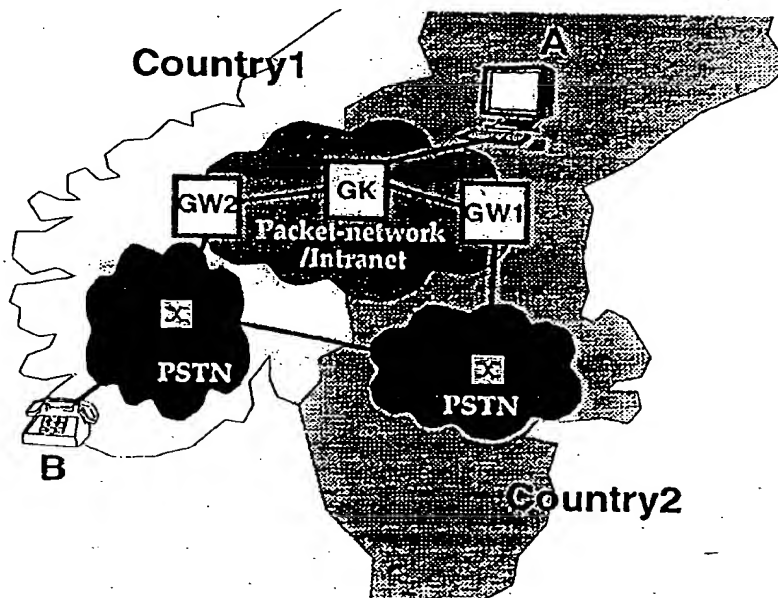 A
Country1
GK
GW2
GW1
Packet-network
/Intranet
PSTN
PSTN
B
Country2